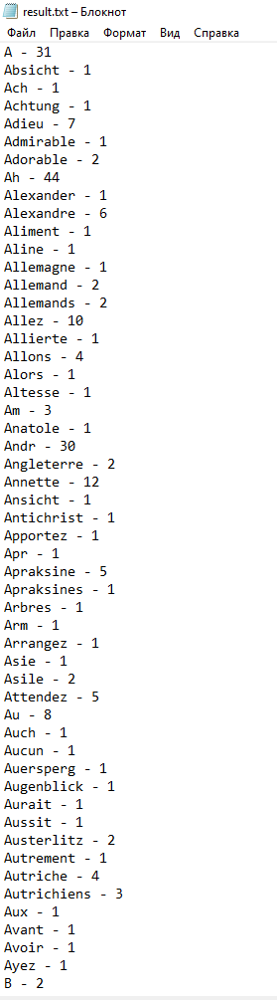 result.txt – Блокнот
Файл Правка Формат Вид Справка
A - 31
Absicht - 1
Ach - 1
Achtung - 1
Adieu - 7
Admirable - 1
Adorable - 2
Ah - 44
Alexander - 1
Alexandre - 6
Aliment - 1
Aline - 1
Allemagne - 1
Allemand - 2
Allemands - 2
Allez - 10
Allierte - 1
Allons - 4
Alors - 1
Altesse - 1
Am - 3
Anatole - 1
Andr - 30
Angleterre - 2
Annette - 12
Ansicht - 1
Antichrist - 1
Apportez - 1
Apr - 1
Apraksine - 5
Apraksines - 1
Arbres - 1
Arm - 1
Arrangez - 1
Asie - 1
Asile - 2
Attendez - 5
Au - 8
Auch - 1
Aucun - 1
Auersperg - 1
Augenblick - 1
Aurait - 1
Aussit - 1
Austerlitz - 2
Autrement - 1
Autriche - 4
Autrichiens - 3
Aux - 1
Avant - 1
Avoir - 1
Ayez - 1
B - 2